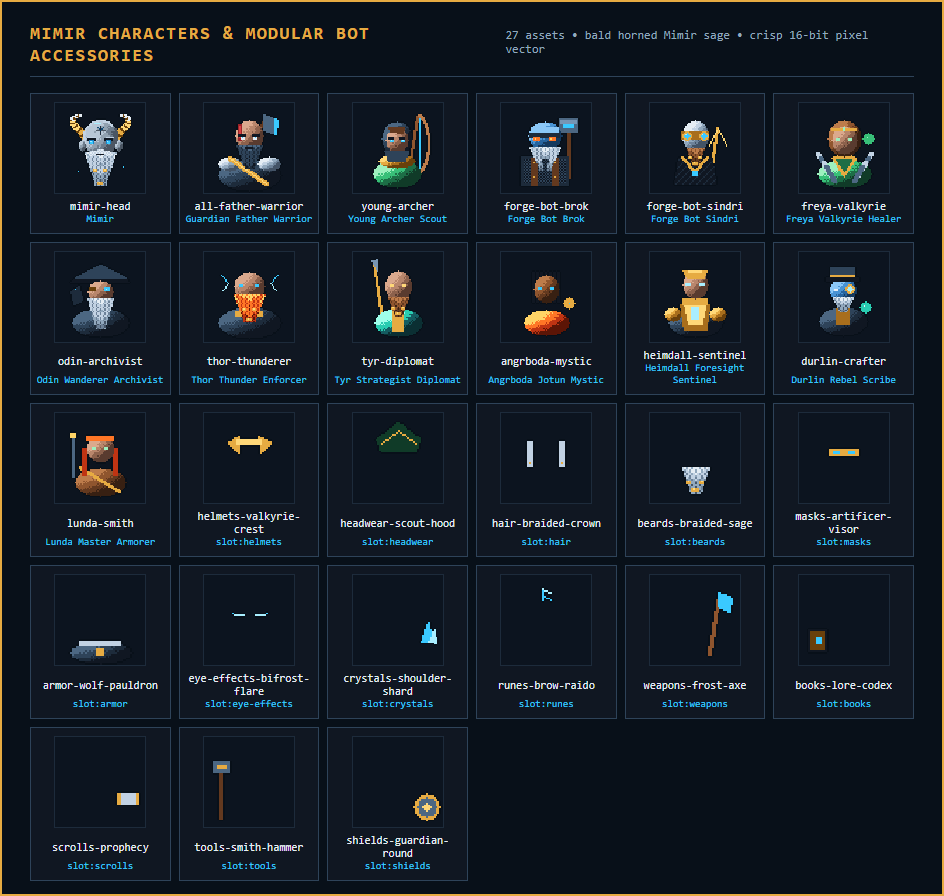 MIMIR CHARACTERS & MODULAR BOT
ACCESSORIES
27 assets • bald horned Mimir sage • crisp 16-bit pixel
vector
mimir-head
Mimir
all-father-warrior
Guardian Father Warrior
young-archer
Young Archer Scout
forge-bot-brok
Forge Bot Brok
forge-bot-sindri
Forge Bot Sindri
freya-valkyrie
Freya Valkyrie Healer
odin-archivist
Odin Wanderer Archivist
thor-thunderer
Thor Thunder Enforcer
tyr-diplomat
Tyr Strategist Diplomat
angrboda-mystic
Angrboda Jotun Mystic
heimdall-sentinel
Heimdall Foresight
Sentinel
durlin-crafter
Durlin Rebel Scribe
lunda-smith
Lunda Master Armorer
helmets-valkyrie-
crest
slot:helmets
headwear-scout-hood
slot:headwear
hair-braided-crown
slot:hair
beards-braided-sage
slot:beards
masks-artificer-
visor
slot:masks
armor-wolf-pauldron
slot:armor
eye-effects-bifrost-
flare
slot:eye-effects
crystals-shoulder-
shard
slot:crystals
runes-brow-raido
slot:runes
weapons-frost-axe
slot:weapons
books-lore-codex
slot:books
scrolls-prophecy
slot:scrolls
tools-smith-hammer
slot:tools
shields-guardian-
round
slot:shields